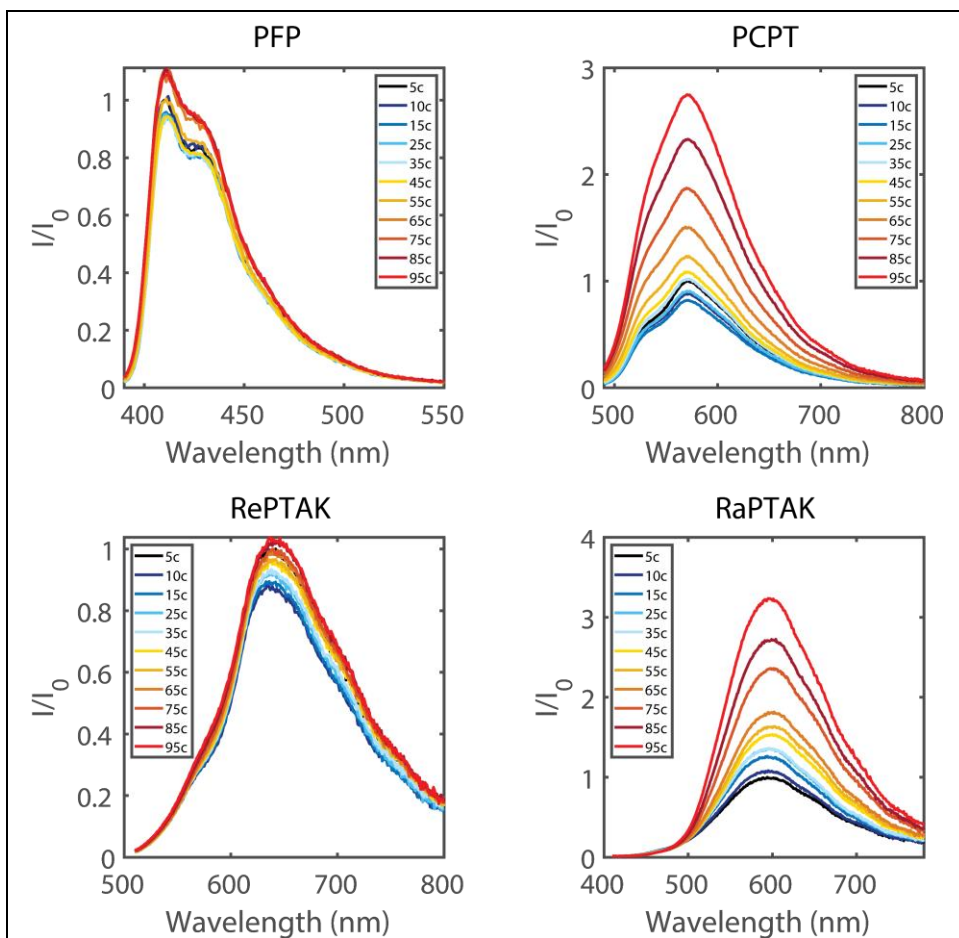 PFP
1
0.8
0.6
0.4
0.2
0
I/I₀
400
450
500
550
Wavelength (nm)
5c
10c
15c
25c
35c
45c
55c
65c
75c
85c
95c
PCPT
3
2
1
0
I/I₀
500
600
700
800
Wavelength (nm)
5c
10c
15c
25c
35c
45c
55c
65c
75c
85c
95c
RePTAK
1
0.8
0.6
0.4
0.2
0
I/I₀
500
600
700
800
Wavelength (nm)
5c
10c
15c
25c
35c
45c
55c
65c
75c
85c
95c
RaPTAK
4
3
2
1
0
I/I₀
400
500
600
700
Wavelength (nm)
5c
10c
15c
25c
35c
45c
55c
65c
75c
85c
95c